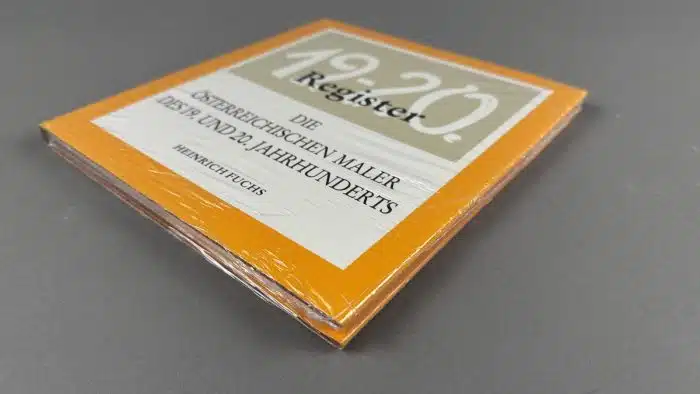 19-20.
e
Register
DIE
ÖSTERREICHISCHEN MALER
DES 19. UND 20. JAHRHUNDERTS
HEINRICH FUCHS